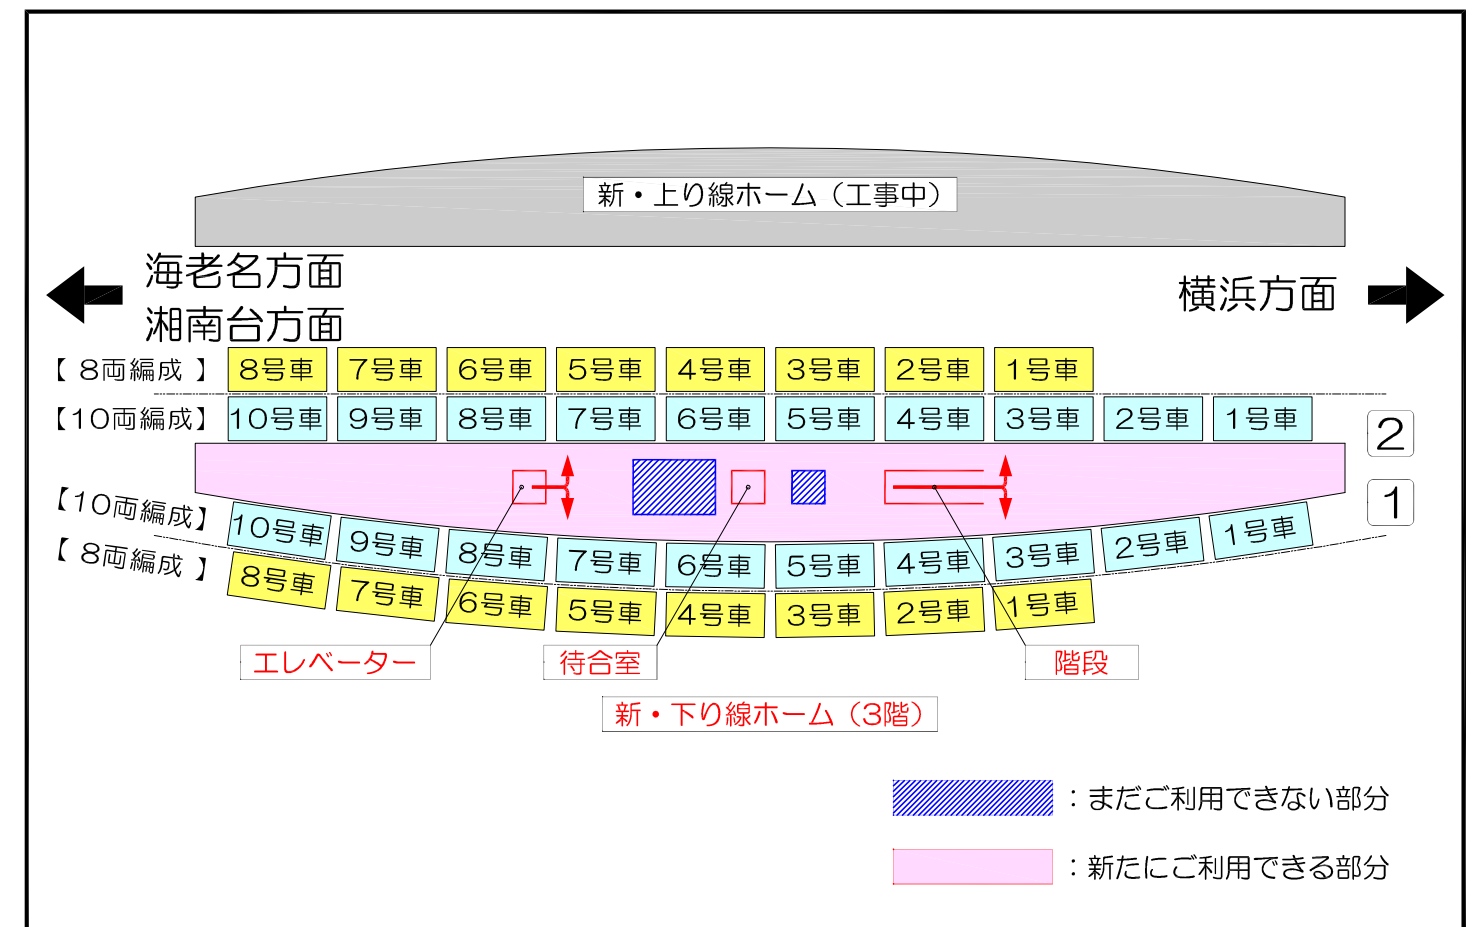 新・上り線ホーム（工事中）
海老名方面
湘南台方面
横浜方面
【 8両編成 】 8号車 7号車 6号車 5号車 4号車 3号車 2号車 1号車
【10両編成】 10号車 9号車 8号車 7号車 6号車 5号車 4号車 3号車 2号車 1号車
2
1
【10両編成】 10号車 9号車 8号車 7号車 6号車 5号車 4号車 3号車 2号車 1号車
【 8両編成 】 8号車 7号車 6号車 5号車 4号車 3号車 2号車 1号車
エレベーター 待合室 階段
新・下り線ホーム（3階）
：まだご利用できない部分
：新たにご利用できる部分